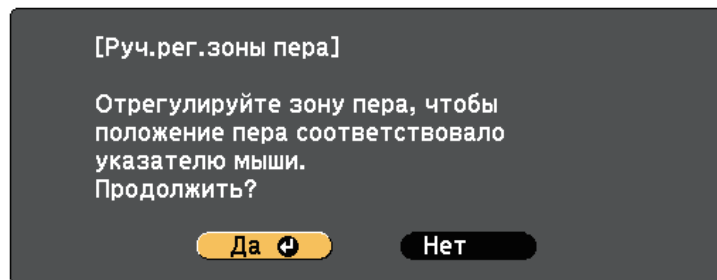 [Руч.рег.зоны пера]
Отрегулируйте зону пера, чтобы
положение пера соответствовало
указателю мыши.
Продолжить?
Да Нет